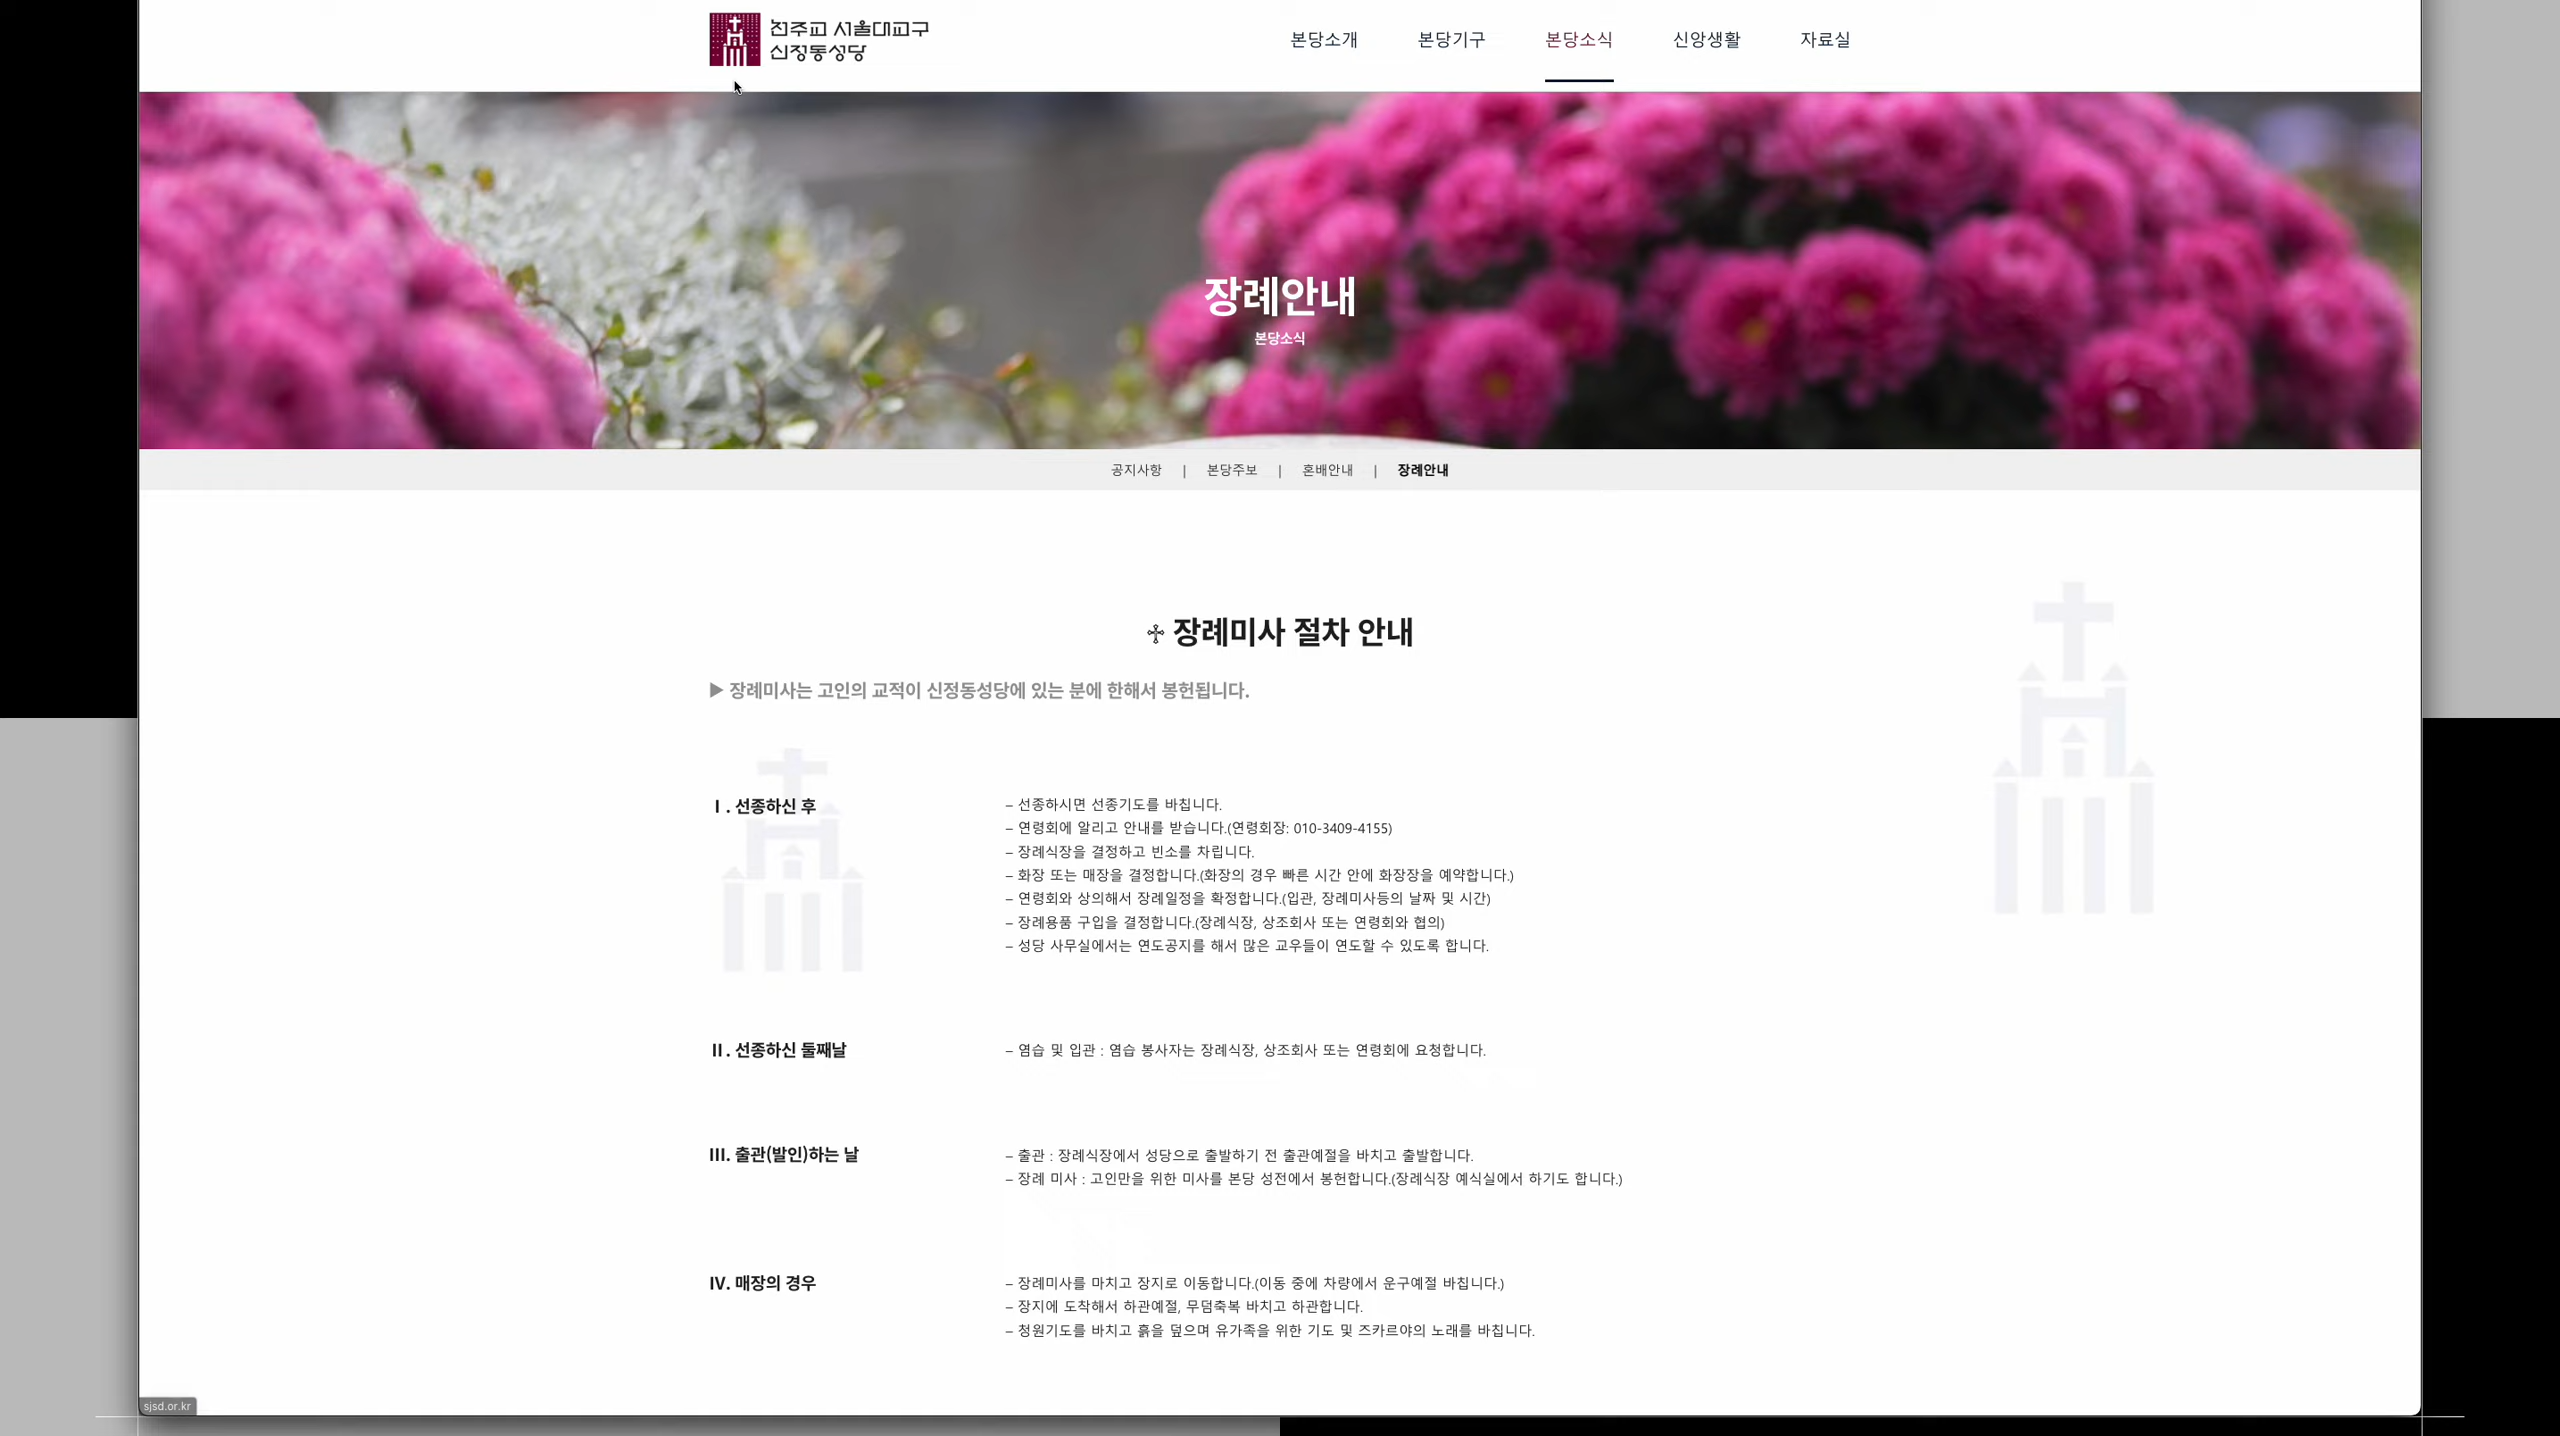 천주교 서울대교구
신정동성당
본당소개
본당기구
본당소식
신앙생활
자료실
장례안내
본당소식
공지사항 | 본당주보 | 혼배안내 | 장례안내
♱ 장례미사 절차 안내
▶ 장례미사는 고인의 교적이 신정동성당에 있는 분에 한해서 봉헌됩니다.
Ⅰ. 선종하신 후
– 선종하시면 선종기도를 바칩니다.
– 연령회에 알리고 안내를 받습니다.(연령회장: 010-3409-4155)
– 장례식장을 결정하고 빈소를 차립니다.
– 화장 또는 매장을 결정합니다.(화장의 경우 빠른 시간 안에 화장장을 예약합니다.)
– 연령회와 상의해서 장례일정을 확정합니다.(입관, 장례미사등의 날짜 및 시간)
– 장례용품 구입을 결정합니다.(장례식장, 상조회사 또는 연령회와 협의)
– 성당 사무실에서는 연도공지를 해서 많은 교우들이 연도할 수 있도록 합니다.
Ⅱ. 선종하신 둘째날
– 염습 및 입관 : 염습 봉사자는 장례식장, 상조회사 또는 연령회에 요청합니다.
III. 출관(발인)하는 날
– 출관 : 장례식장에서 성당으로 출발하기 전 출관예절을 바치고 출발합니다.
– 장례 미사 : 고인만을 위한 미사를 본당 성전에서 봉헌합니다.(장례식장 예식실에서 하기도 합니다.)
IV. 매장의 경우
– 장례미사를 마치고 장지로 이동합니다.(이동 중에 차량에서 운구예절 바칩니다.)
– 장지에 도착해서 하관예절, 무덤축복 바치고 하관합니다.
– 청원기도를 바치고 흙을 덮으며 유가족을 위한 기도 및 즈카르야의 노래를 바칩니다.
sjsd.or.kr